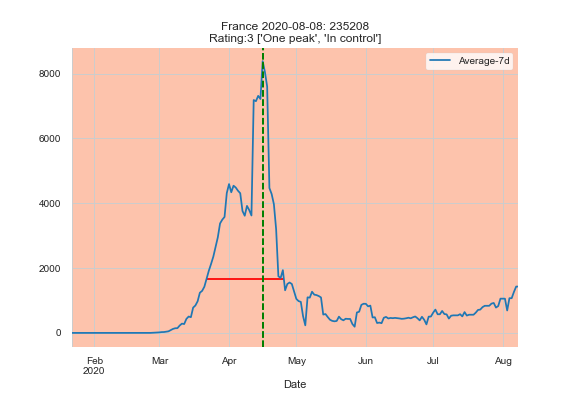 France 2020-08-08: 235208
Rating:3 ['One peak', 'In control']
Average-7d
8000
6000
4000
2000
0
Feb
2020
Mar
Apr
May
Jun
Jul
Aug
Date